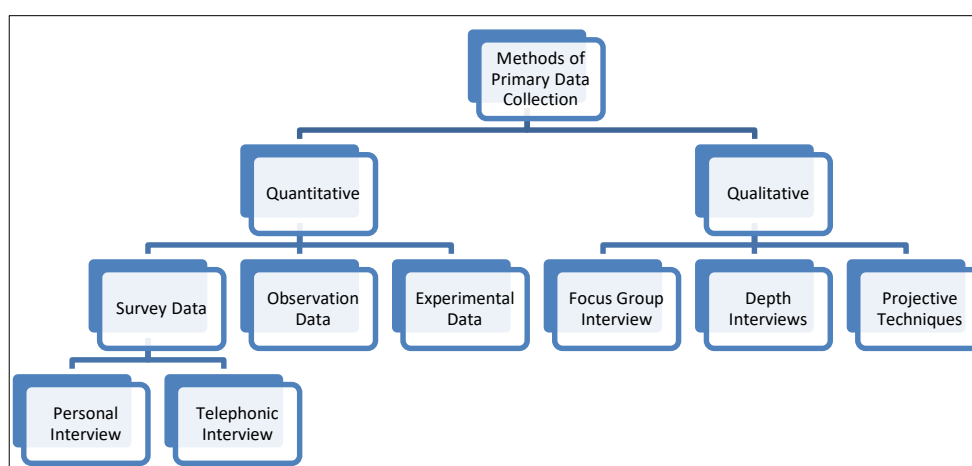 Methods of
Primary Data
Collection
Quantitative
Qualitative
Survey Data
Observation
Data
Experimental
Data
Focus Group
Interview
Depth
Interviews
Projective
Techniques
Personal
Interview
Telephonic
Interview